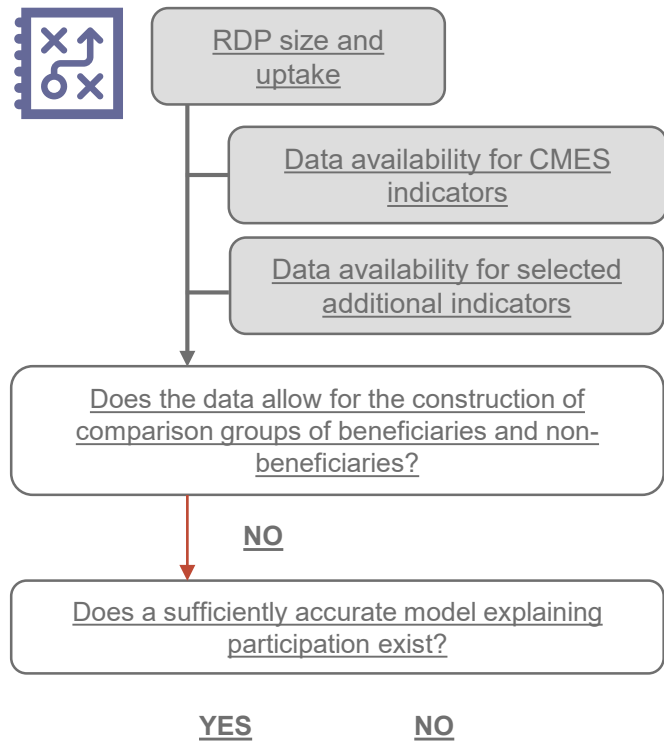 RDP size and
uptake
Data availability for CMES
indicators
Data availability for selected
additional indicators
Does the data allow for the construction of
comparison groups of beneficiaries and non-
beneficiaries?
NO
Does a sufficiently accurate model explaining
participation exist?
YES NO